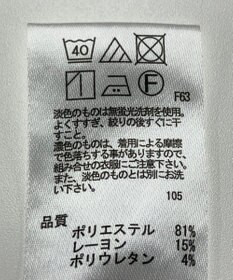 40
F
F63
淡色のものは無蛍光洗剤を使用。
よくすすぎ、絞りの後すぐに干
すこと。
濃色のものは、着用による摩擦
で色落ちする事がありますので、
組み合せの衣服にご注意下さい。
また、淡色のものとは別にお洗
い下さい。
105
品質
ポリエステル 81%
レーヨン 15%
ポリウレタン 4%